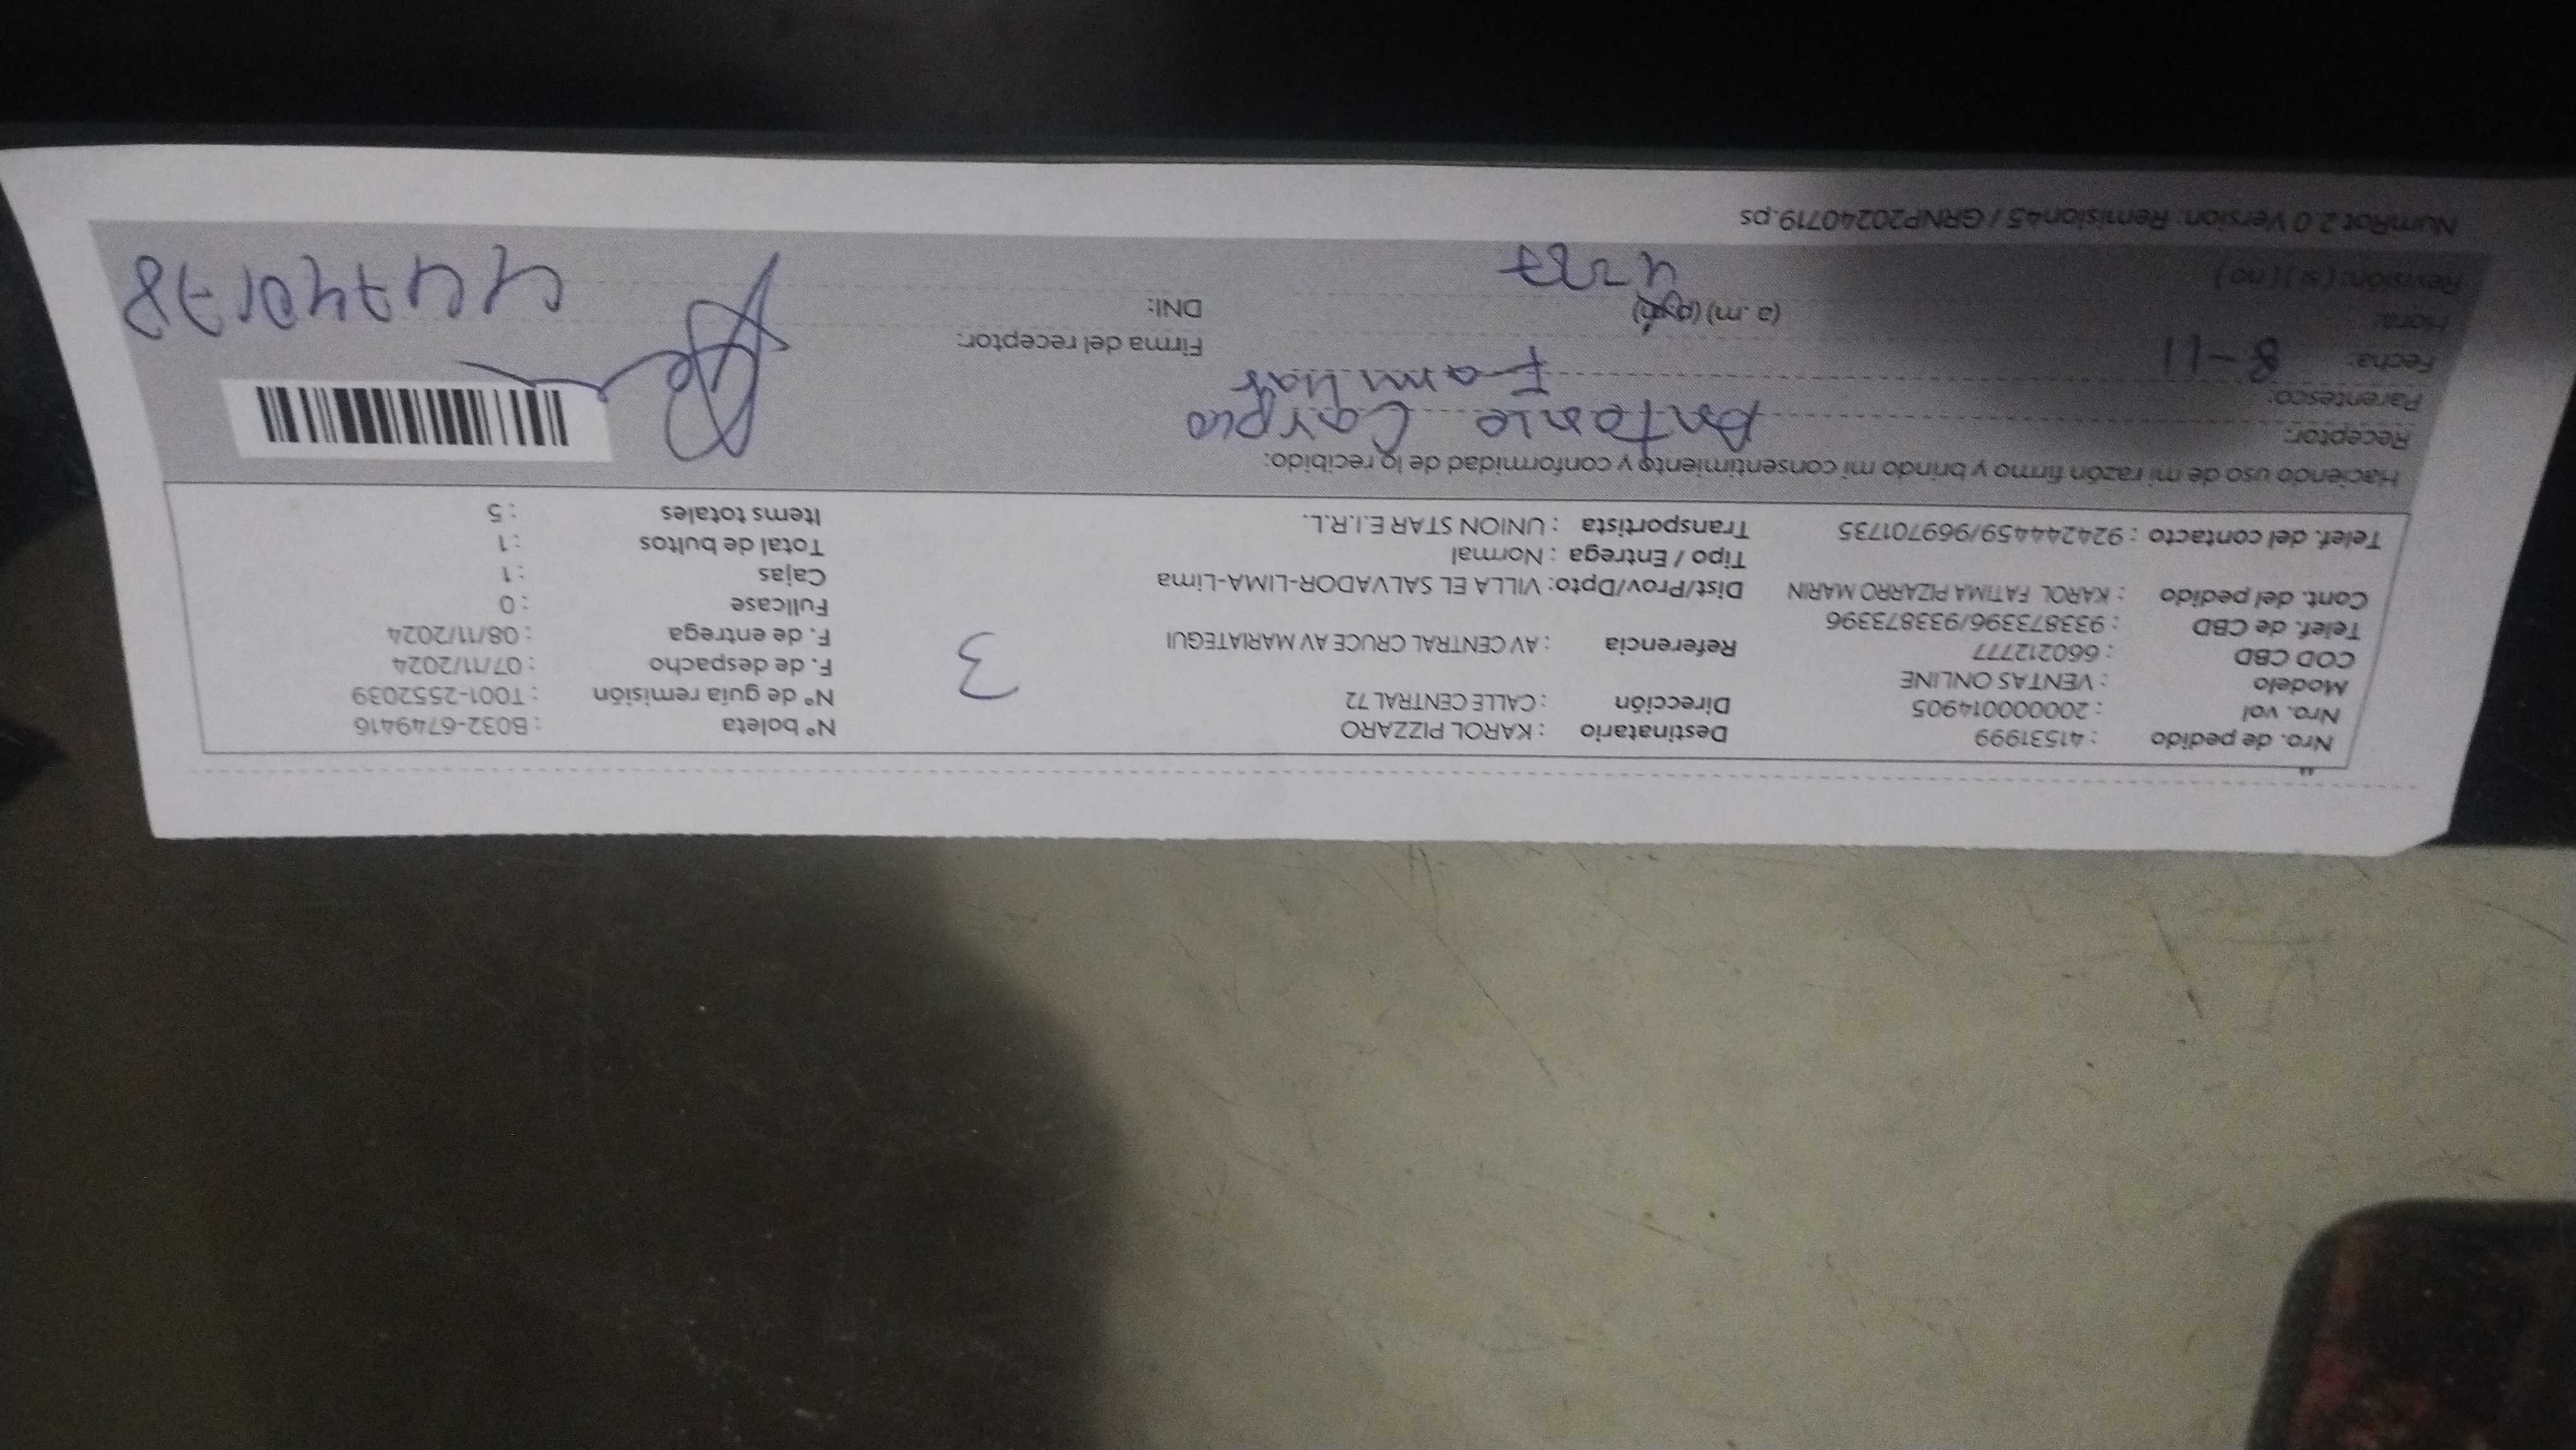 Nro. de pedido : 41531999 Destinatario : KAROL PIZZARO Nº boleta : B032-6749416
Nro. vol : 20000014905 Dirección : CALLE CENTRAL 72 Nº de guía remisión : T001-2552039
Modelo : VENTAS ONLINE F. de despacho : 07/11/2024
COD CBD : 660212777 Referencia : AV CENTRAL CRUCE AV MARIATEGUI 3 F. de entrega : 08/11/2024
Telef. de CBD : 933873396/933873396 Fullcase : 0
Cont. del pedido : KAROL FATIMA PIZARRO MARIN Dist/Prov/Dpto: VILLA EL SALVADOR-LIMA-Lima Cajas : 1
Tipo / Entrega : Normal Total de bultos : 1
Telef. del contacto : 924244459/969701735 Transportista : UNION STAR E.I.R.L. Items totales : 5
Haciendo uso de mi razón firmo y brindo mi consentimiento y conformidad de lo recibido:
Receptor: Antonio Carpio
Parentesco: Familiar
Fecha: 8-11 Firma del receptor:
Hora: (a.m) (p.m) DNI: 44740178
Revisión: (si) (no)
NumRot 2.0 Version: Remision45 / GRNP20240719.ps